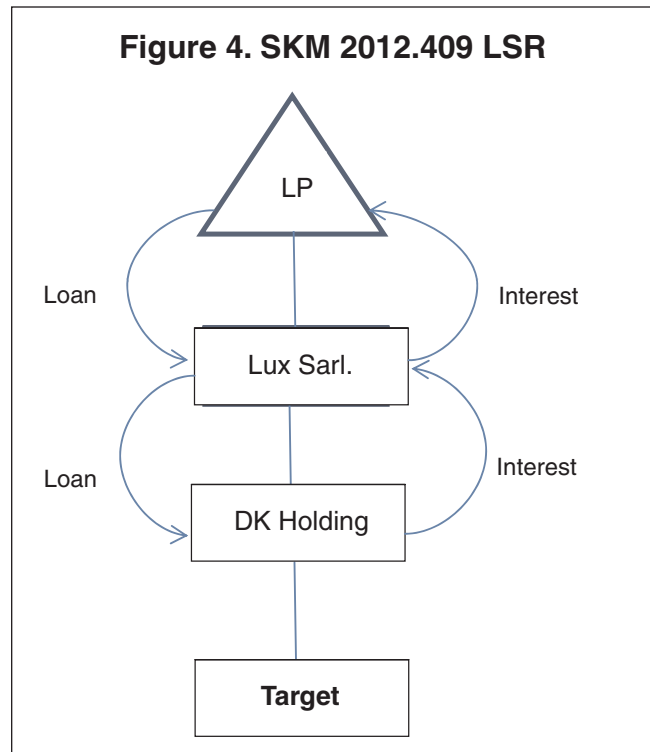 Figure 4. SKM 2012.409 LSR
LP
Loan
Interest
Lux Sarl.
Loan
Interest
DK Holding
Target